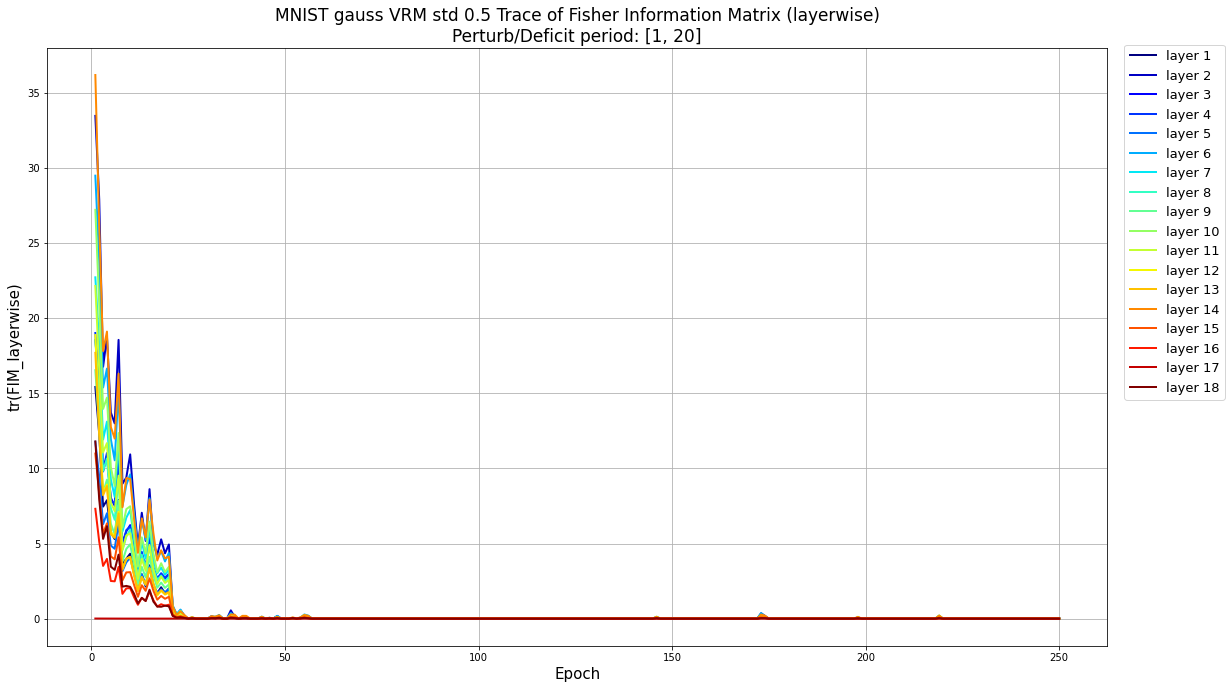 MNIST gauss VRM std 0.5 Trace of Fisher Information Matrix (layerwise)
Perturb/Deficit period: [1, 20]
tr(FIM_layerwise)
35
30
25
20
15
10
5
0
0
50
100
150
200
250
Epoch
layer 1
layer 2
layer 3
layer 4
layer 5
layer 6
layer 7
layer 8
layer 9
layer 10
layer 11
layer 12
layer 13
layer 14
layer 15
layer 16
layer 17
layer 18